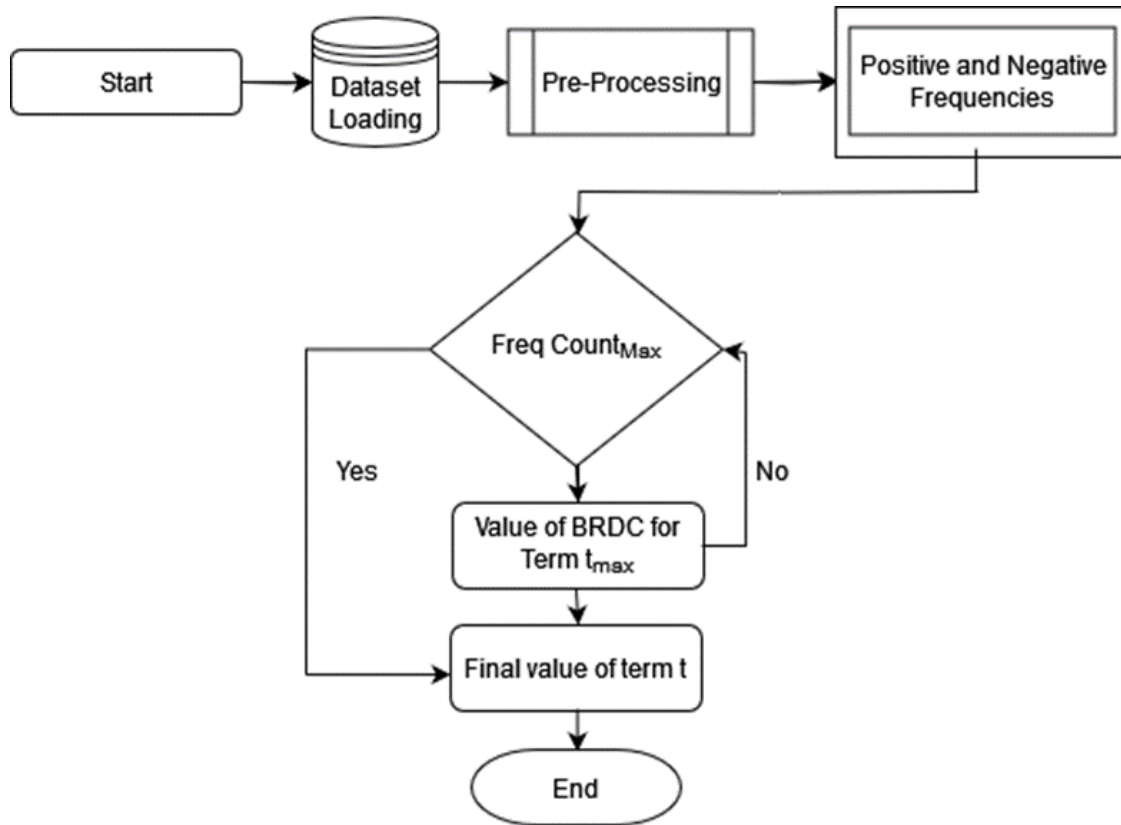 Start
Dataset
Loading
Pre-Processing
Positive and Negative
Frequencies
Freq CountMax
Yes
No
Value of BRDC for
Term tmax
Final value of term t
End